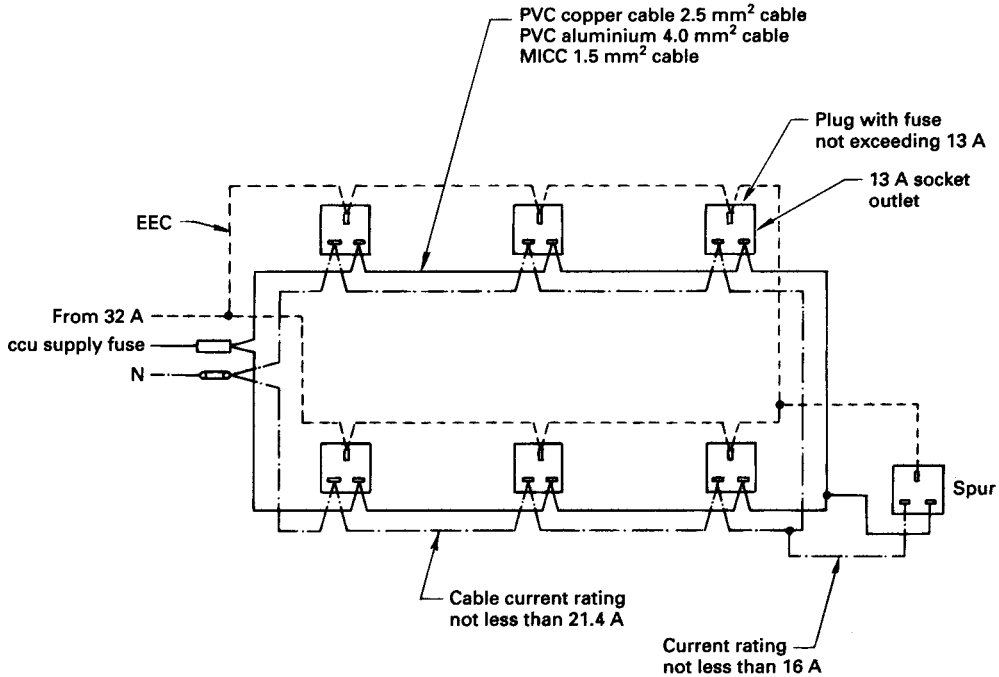 PVC copper cable 2.5 mm² cable
PVC aluminium 4.0 mm² cable
MICC 1.5 mm² cable
Plug with fuse
not exceeding 13 A
13 A socket
outlet
EEC
From 32 A
ccu supply fuse
N
Spur
Cable current rating
not less than 21.4 A
Current rating
not less than 16 A